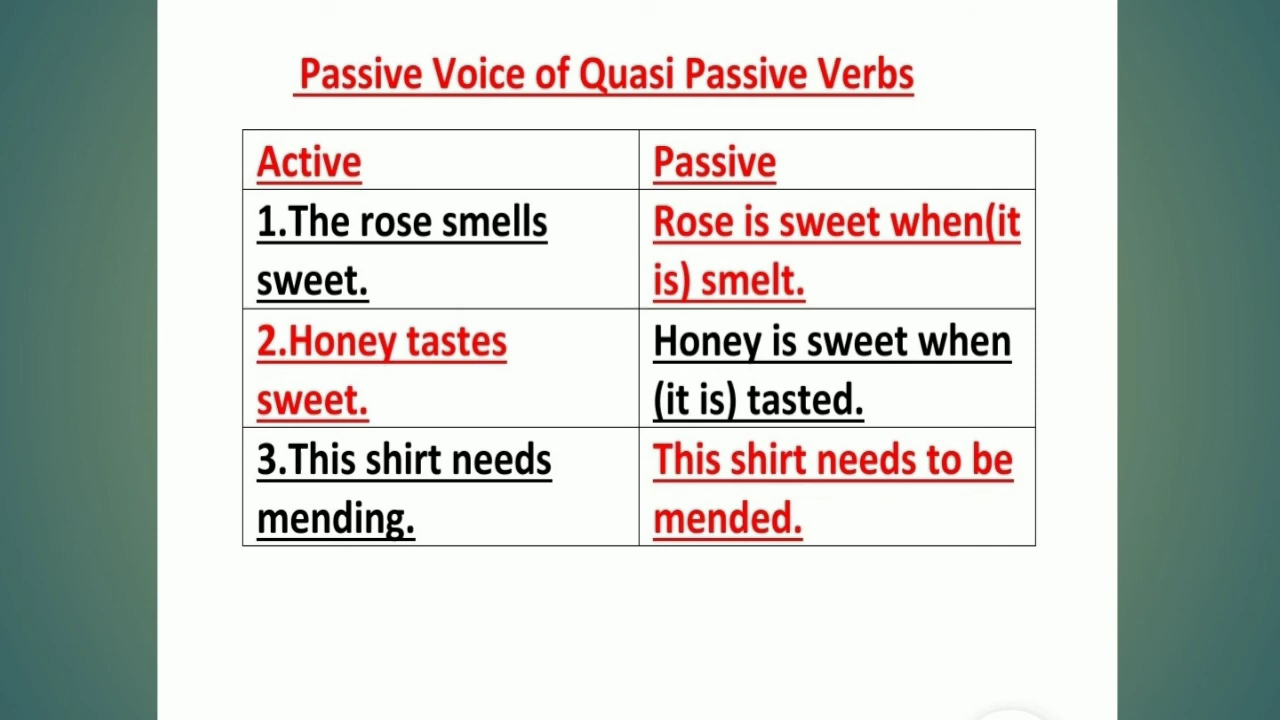 Passive Voice of Quasi Passive Verbs
Active
Passive
1.The rose smells
sweet.
Rose is sweet when(it
is) smelt.
2.Honey tastes
sweet.
Honey is sweet when
(it is) tasted.
3.This shirt needs
mending.
This shirt needs to be
mended.